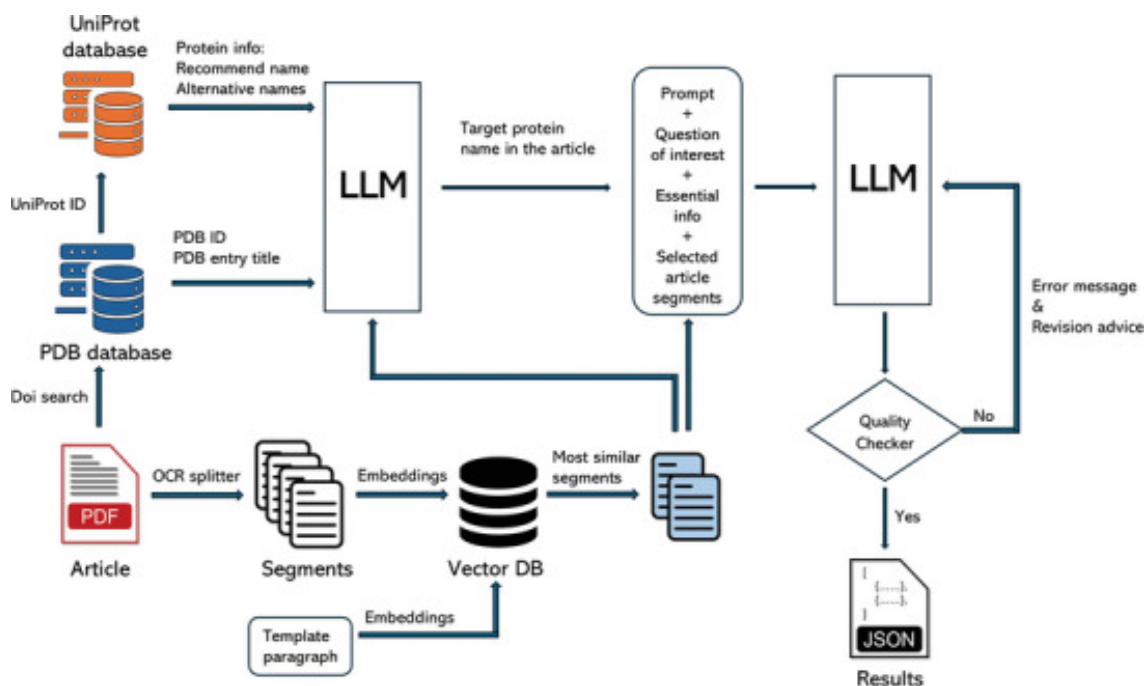 UniProt
database
Protein info:
Recommend name
Alternative names
LLM
Target protein
name in the article
Prompt
+
Question
of interest
+
Essential
info
+
Selected
article
segments
LLM
UniProt ID
PDB ID
PDB entry title
Error message
&
Revision advice
PDB database
Doi search
Quality
Checker
No
OCR splitter
Embeddings
Most similar
segments
PDF
Yes
Article
Segments
Vector DB
Embeddings
Template
paragraph
[
{.....},
{.....},
]
JSON
Results